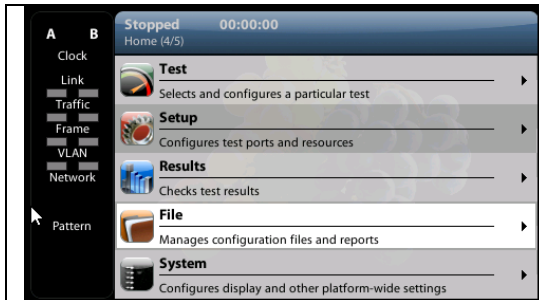 A B
Clock
Link
Traffic
Frame
VLAN
Network
Pattern
Stopped 00:00:00
Home (4/5)
Test
Selects and configures a particular test
Setup
Configures test ports and resources
Results
Checks test results
File
Manages configuration files and reports
System
Configures display and other platform-wide settings